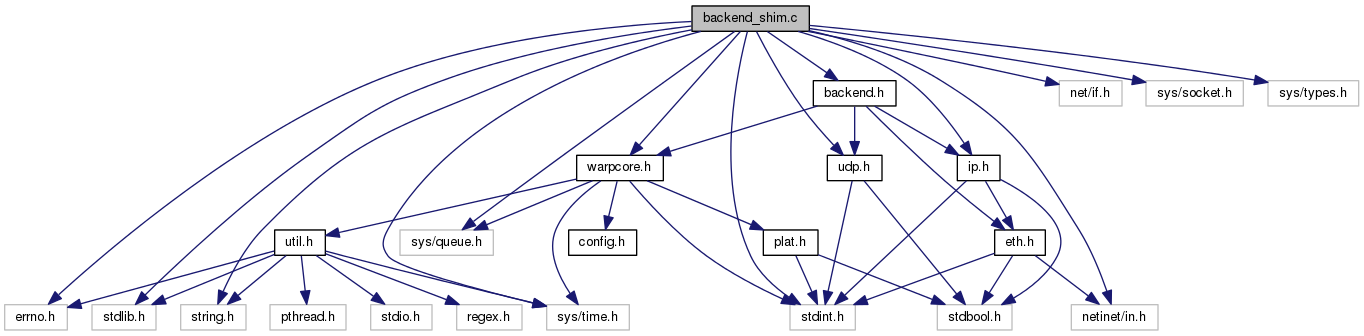 backend_shim.c
backend.h
net/if.h
sys/socket.h
sys/types.h
warpcore.h
udp.h
ip.h
util.h
sys/queue.h
config.h
plat.h
eth.h
errno.h
stdlib.h
string.h
pthread.h
stdio.h
regex.h
sys/time.h
stdint.h
stdbool.h
netinet/in.h